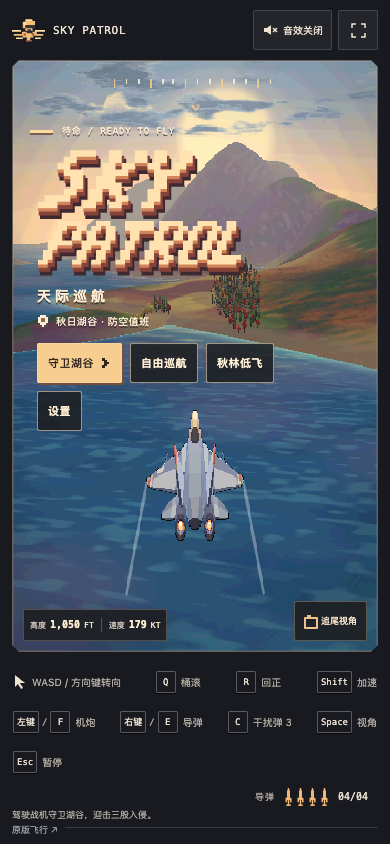 SKY PATROL
音效关闭
待命 / READY TO FLY
SKY
PATROL
天际巡航
秋日湖谷 · 防空值班
守卫湖谷
自由巡航
秋林低飞
设置
高度 1,050 FT
速度 179 KT
追尾视角
WASD / 方向键转向
Q 桶滚
R 回正
Shift 加速
左键 / F 机炮
右键 / E 导弹
C 干扰弹 3
Space 视角
Esc 暂停
导弹 04/04
驾驶战机守卫湖谷，迎击三股入侵。
原版飞行 ↗